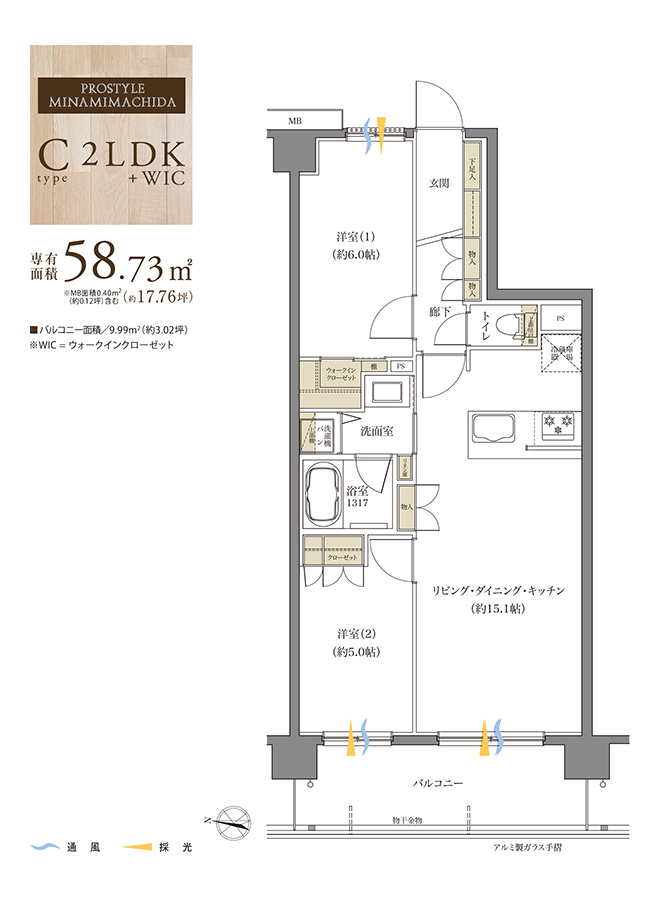 PROSTYLE
MINAMIMACHIDA
C 2LDK
type +WIC
専有
面積 58.73㎡
※MB面積0.40㎡
(約0.12坪)含む (約17.76坪)
■バルコニー面積／9.99㎡（約3.02坪）
※WIC = ウォークインクローゼット
MB
玄関
下足入
洋室(1)
(約6.0帖)
物入
物入
廊下
トイレ
PS
冷蔵庫
置場
ウォークイン
クローゼット
棚
PS
洗面室
洗濯機
パン
上部棚
リネン庫
浴室
1317
物入
クローゼット
リビング・ダイニング・キッチン
(約15.1帖)
洋室(2)
(約5.0帖)
バルコニー
物干金物
アルミ製ガラス手摺
N
通風
採光